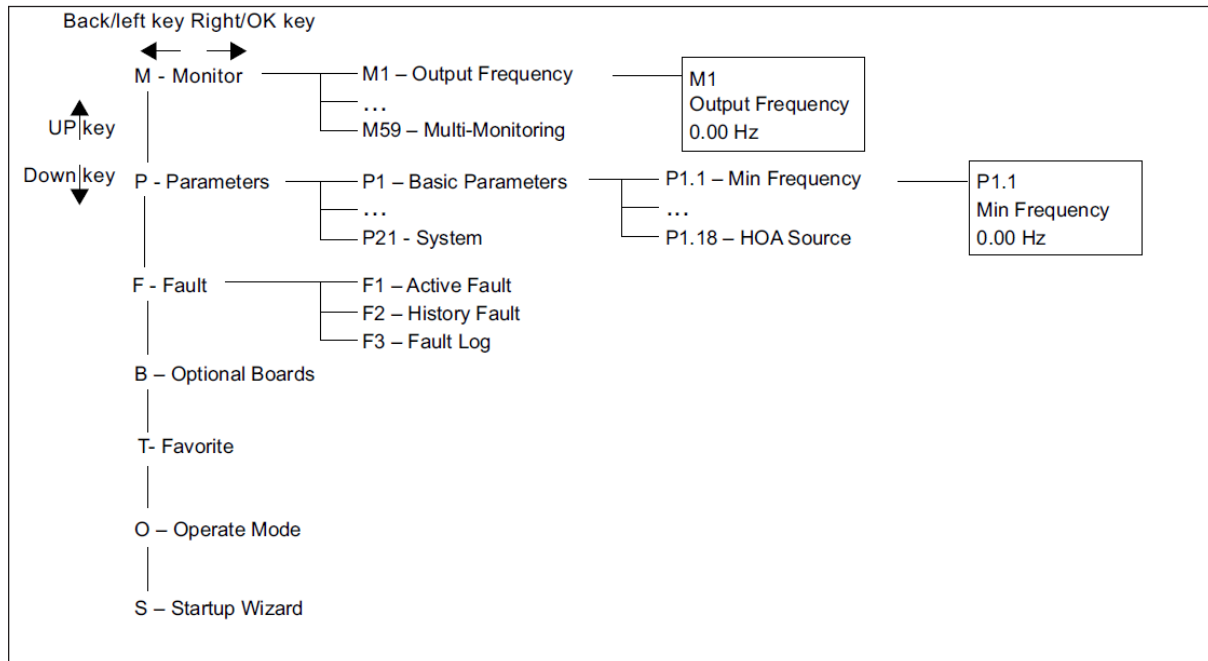 Back/left key Right/OK key
M - Monitor
M1 – Output Frequency
M1
Output Frequency
0.00 Hz
...
M59 – Multi-Monitoring
UP key
Down key
P - Parameters
P1 – Basic Parameters
P1.1 – Min Frequency
P1.1
Min Frequency
0.00 Hz
...
...
P21 - System
P1.18 – HOA Source
F - Fault
F1 – Active Fault
F2 – History Fault
F3 – Fault Log
B – Optional Boards
T- Favorite
O – Operate Mode
S – Startup Wizard